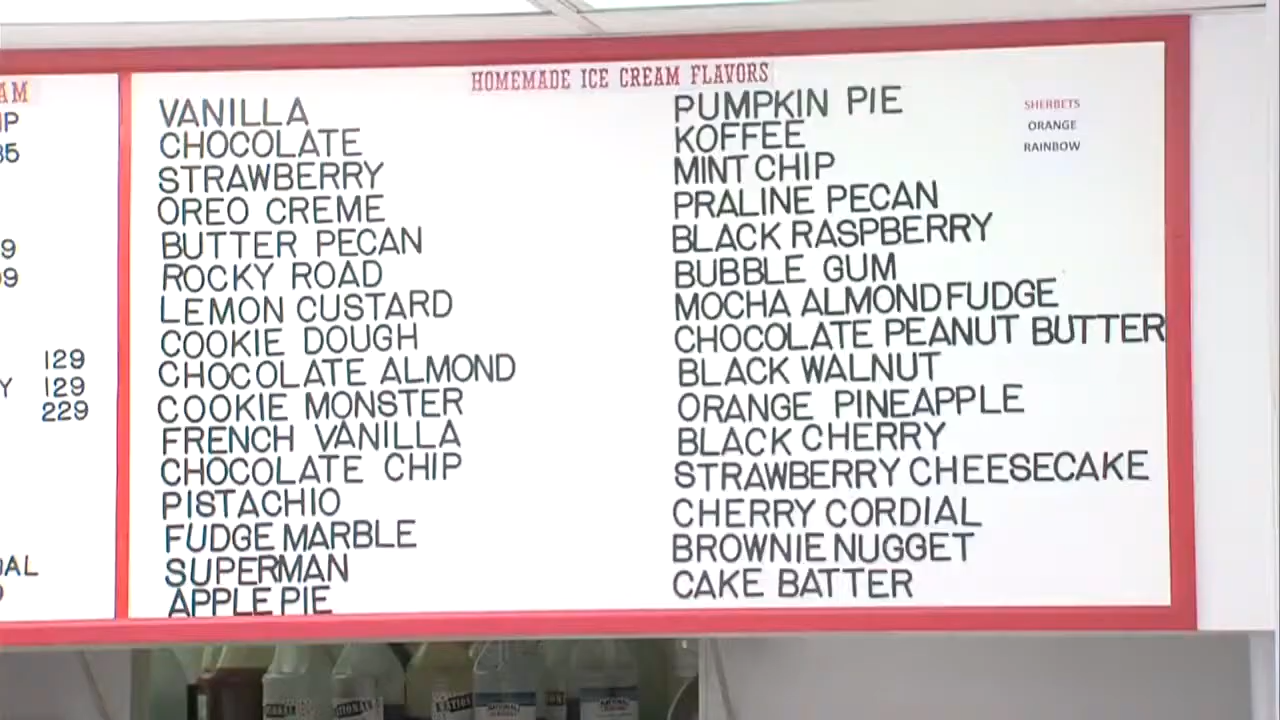 AM
HOMEMADE ICE CREAM FLAVORS
VANILLA
CHOCOLATE
STRAWBERRY
OREO CREME
BUTTER PECAN
ROCKY ROAD
LEMON CUSTARD
COOKIE DOUGH
CHOCOLATE ALMOND
COOKIE MONSTER
FRENCH VANILLA
CHOCOLATE CHIP
PISTACHIO
FUDGE MARBLE
SUPERMAN
APPLE PIE
PUMPKIN PIE
KOFFEE
MINT CHIP
PRALINE PECAN
BLACK RASPBERRY
BUBBLE GUM
MOCHA ALMOND FUDGE
CHOCOLATE PEANUT BUTTER
BLACK WALNUT
ORANGE PINEAPPLE
BLACK CHERRY
STRAWBERRY CHEESECAKE
CHERRY CORDIAL
BROWNIE NUGGET
CAKE BATTER
SHERBETS
ORANGE
RAINBOW
129
Y 129
229